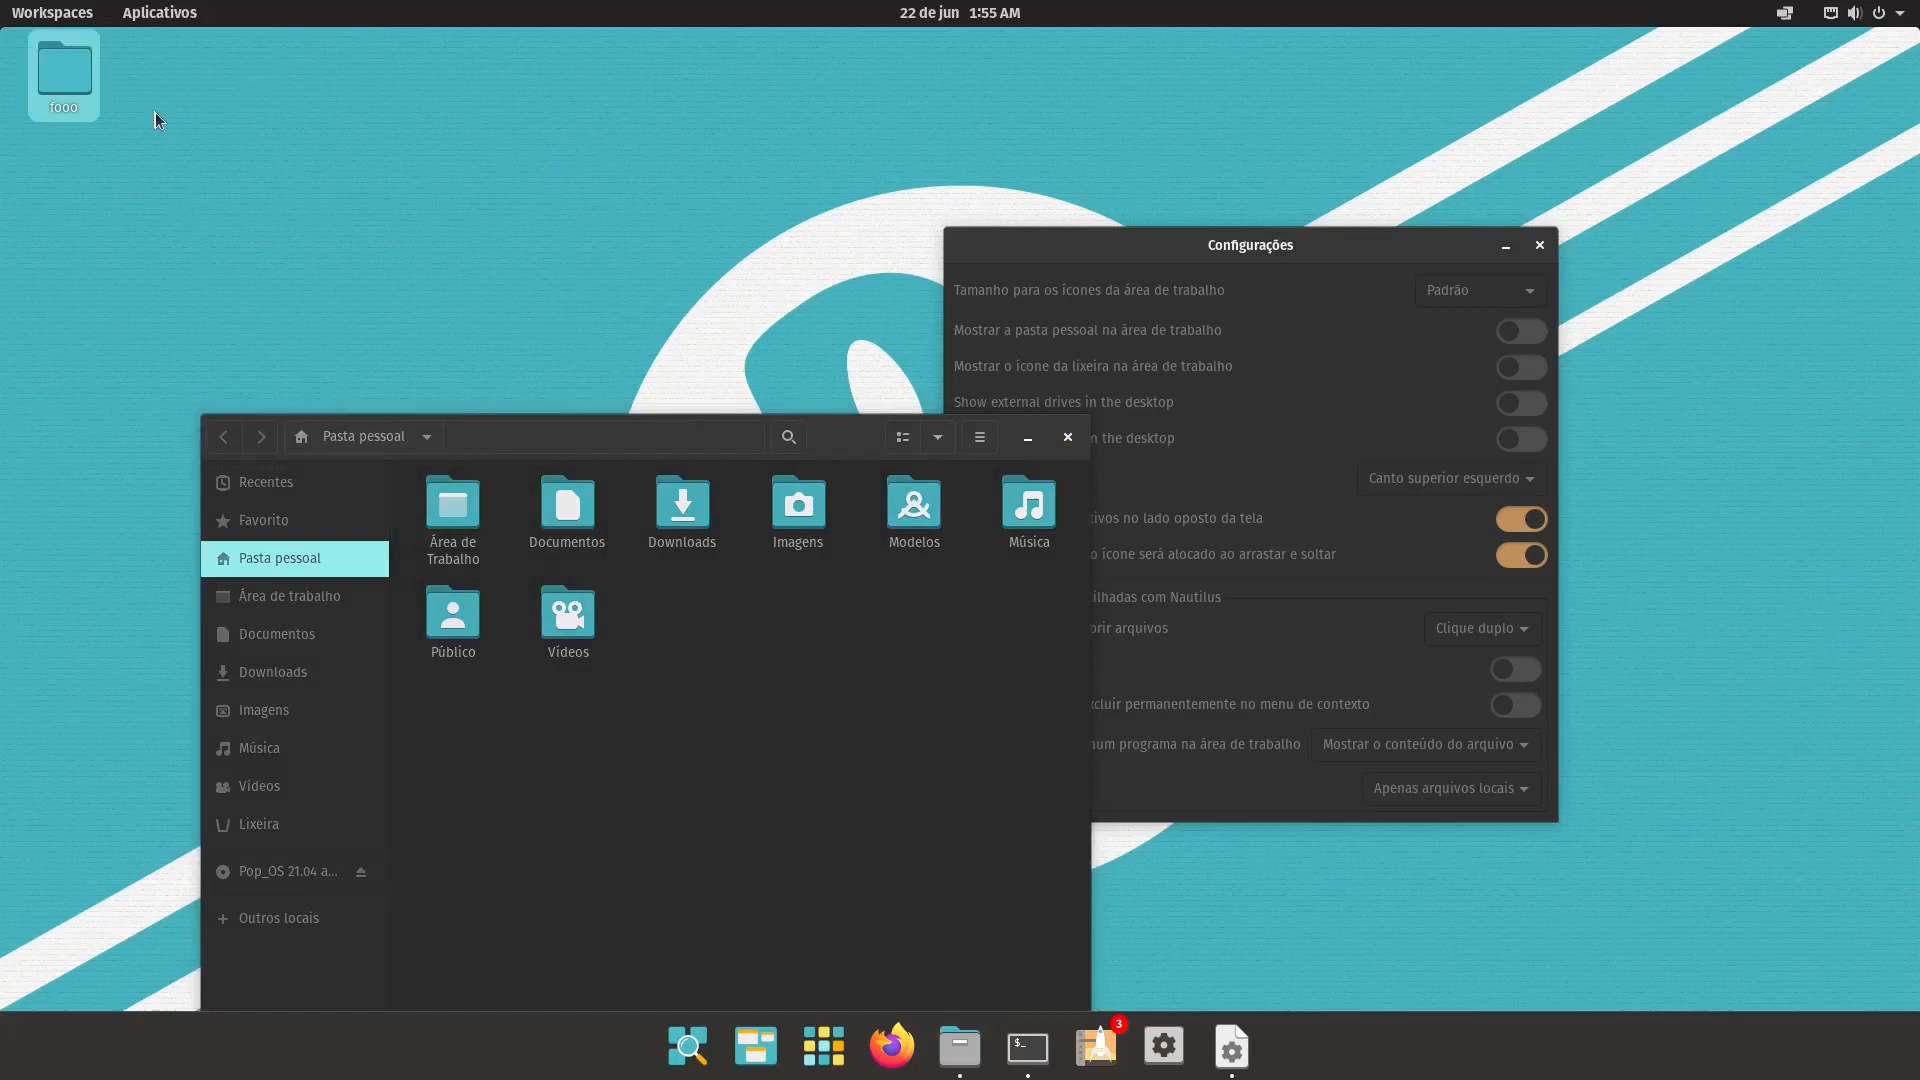 Workspaces
Aplicativos
22 de jun 1:55 AM
fooo
Configurações
Tamanho para os ícones da área de trabalho
Padrão
Mostrar a pasta pessoal na área de trabalho
Mostrar o ícone da lixeira na área de trabalho
Show external drives in the desktop
n the desktop
Canto superior esquerdo
tivos no lado oposto da tela
o ícone será alocado ao arrastar e soltar
ilhadas com Nautilus
brir arquivos
Clique duplo
xcluir permanentemente no menu de contexto
num programa na área de trabalho
Mostrar o conteúdo do arquivo
Apenas arquivos locais
Pasta pessoal
Recentes
Favorito
Pasta pessoal
Área de trabalho
Documentos
Downloads
Imagens
Música
Vídeos
Lixeira
Pop_OS 21.04 a...
Outros locais
Área de
Trabalho
Documentos
Downloads
Imagens
Modelos
Música
Público
Vídeos
$_
3